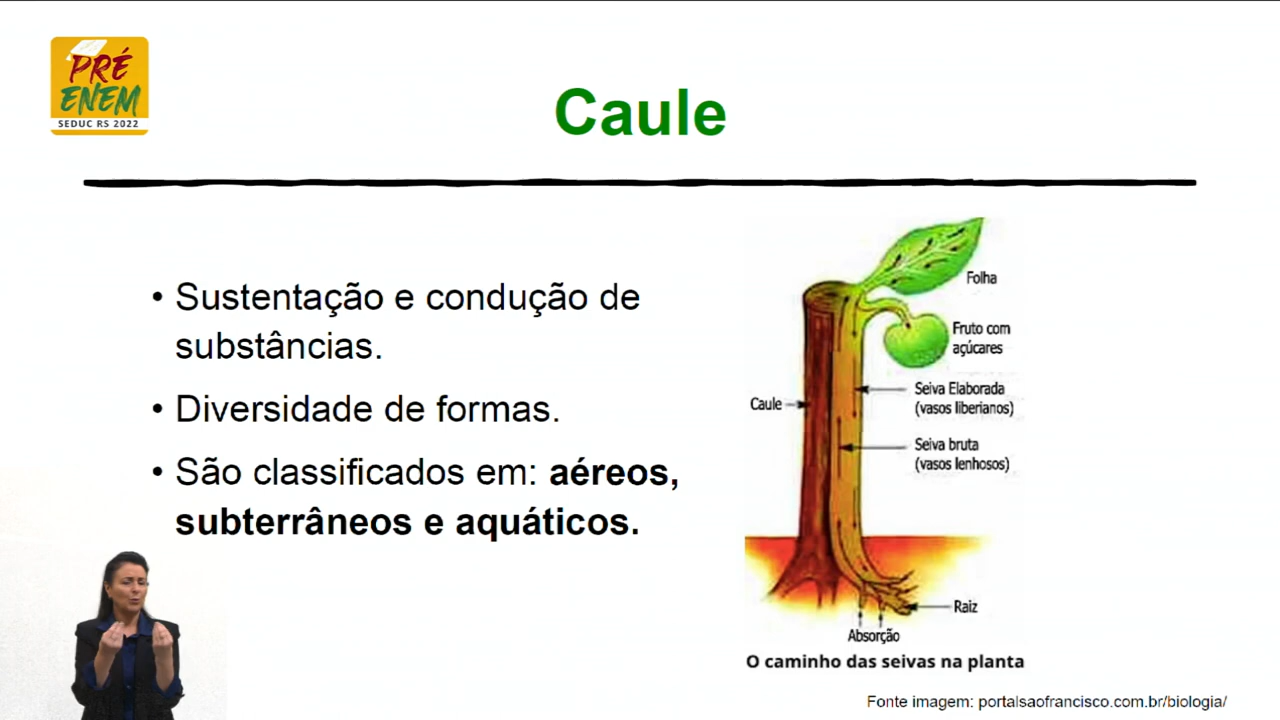 PRÉ
ENEM
SEDUC RS 2022
Caule
• Sustentação e condução de
substâncias.
• Diversidade de formas.
• São classificados em: aéreos,
subterrâneos e aquáticos.
Folha
Fruto com
açúcares
Seiva Elaborada
(vasos liberianos)
Caule
Seiva bruta
(vasos lenhosos)
Raiz
Absorção
O caminho das seivas na planta
Fonte imagem: portalsaofrancisco.com.br/biologia/